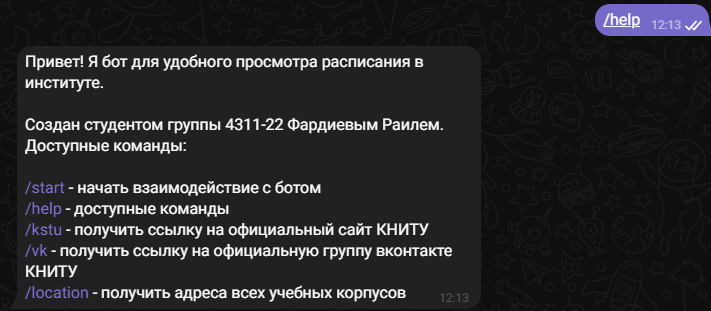 /help
12:13
Привет! Я бот для удобного просмотра расписания в
институте.
Создан студентом группы 4311-22 Фардиевым Раилем.
Доступные команды:
/start - начать взаимодействие с ботом
/help - доступные команды
/kstu - получить ссылку на официальный сайт КНИТУ
/vk - получить ссылку на официальную группу вконтакте
КНИТУ
/location - получить адреса всех учебных корпусов
12:13